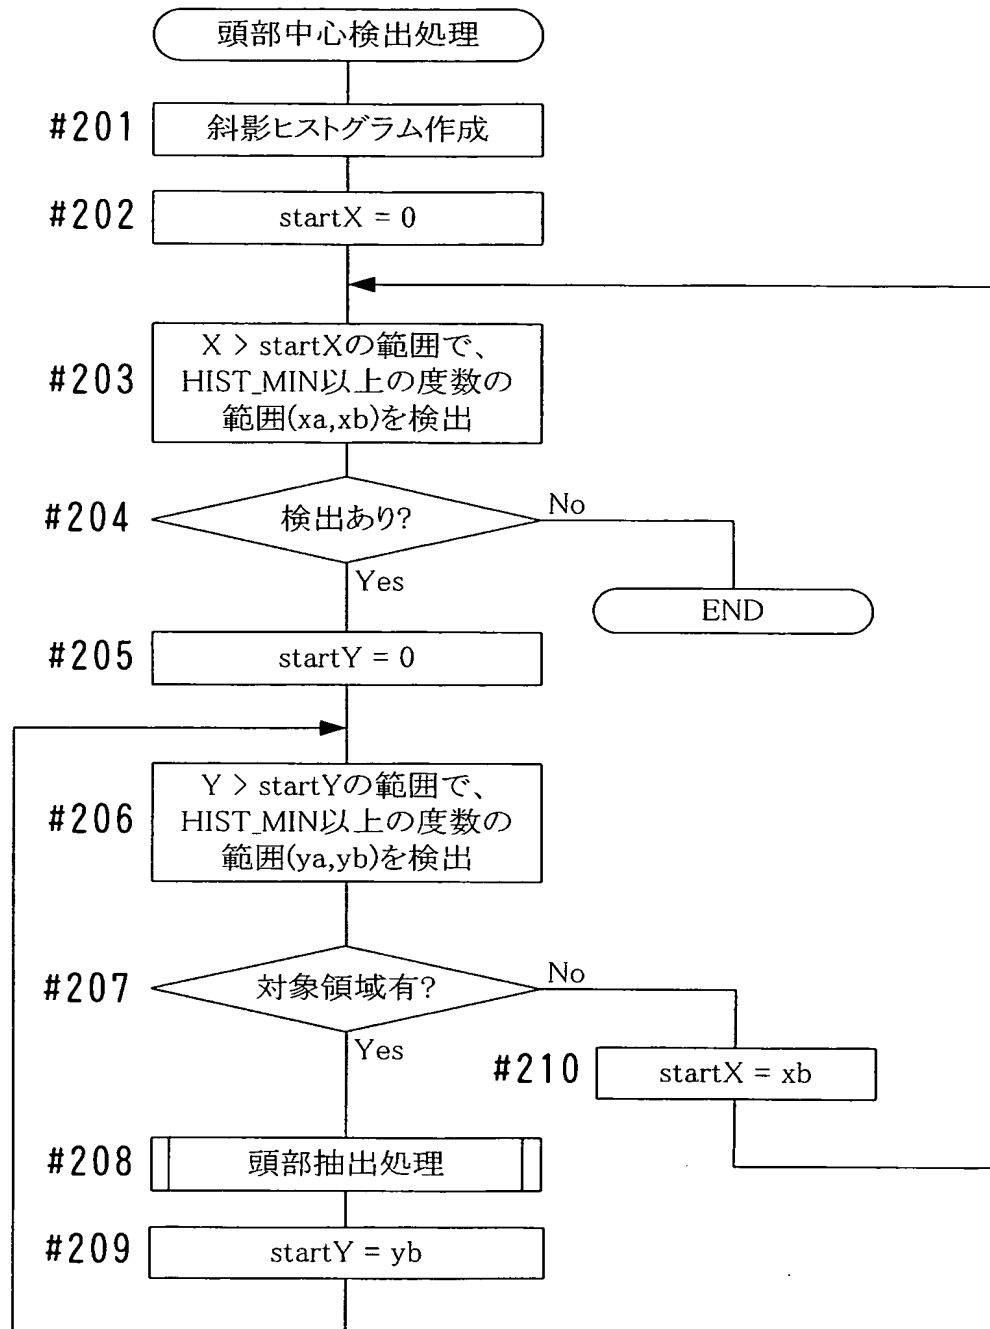 頭部中心検出処理
#201
斜影ヒストグラム作成
#202
startX = 0
#203
X > startXの範囲で、
HIST_MIN以上の度数の
範囲(xa,xb)を検出
#204
検出あり?
No
Yes
END
#205
startY = 0
#206
Y > startYの範囲で、
HIST_MIN以上の度数の
範囲(ya,yb)を検出
#207
対象領域有?
No
Yes
#210
startX = xb
#208
頭部抽出処理
#209
startY = yb